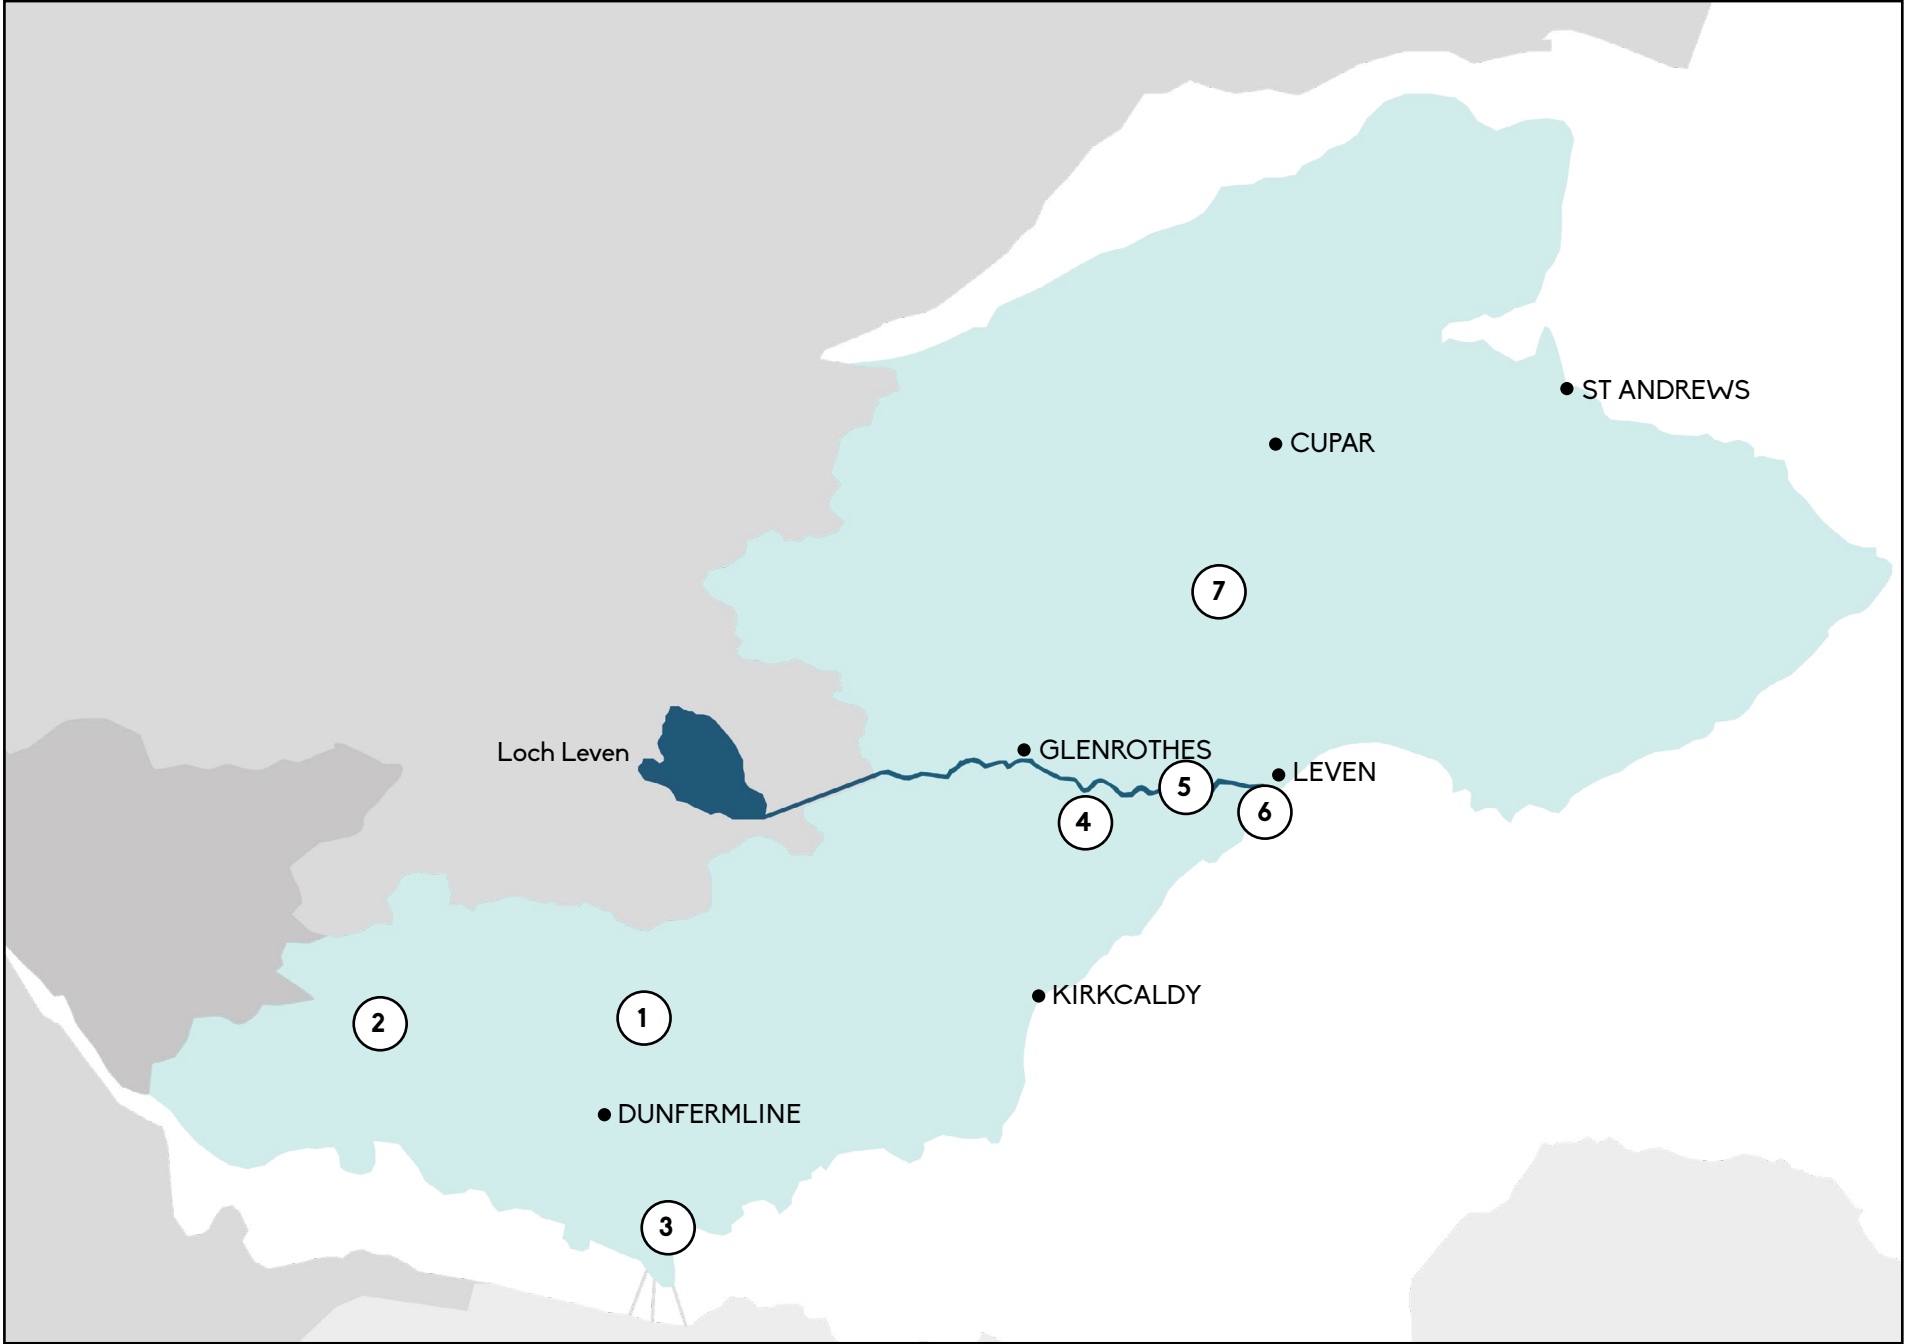 ST ANDREWS
CUPAR
7
Loch Leven
GLENROTHES
LEVEN
5
6
4
KIRKCALDY
2
1
DUNFERMLINE
3